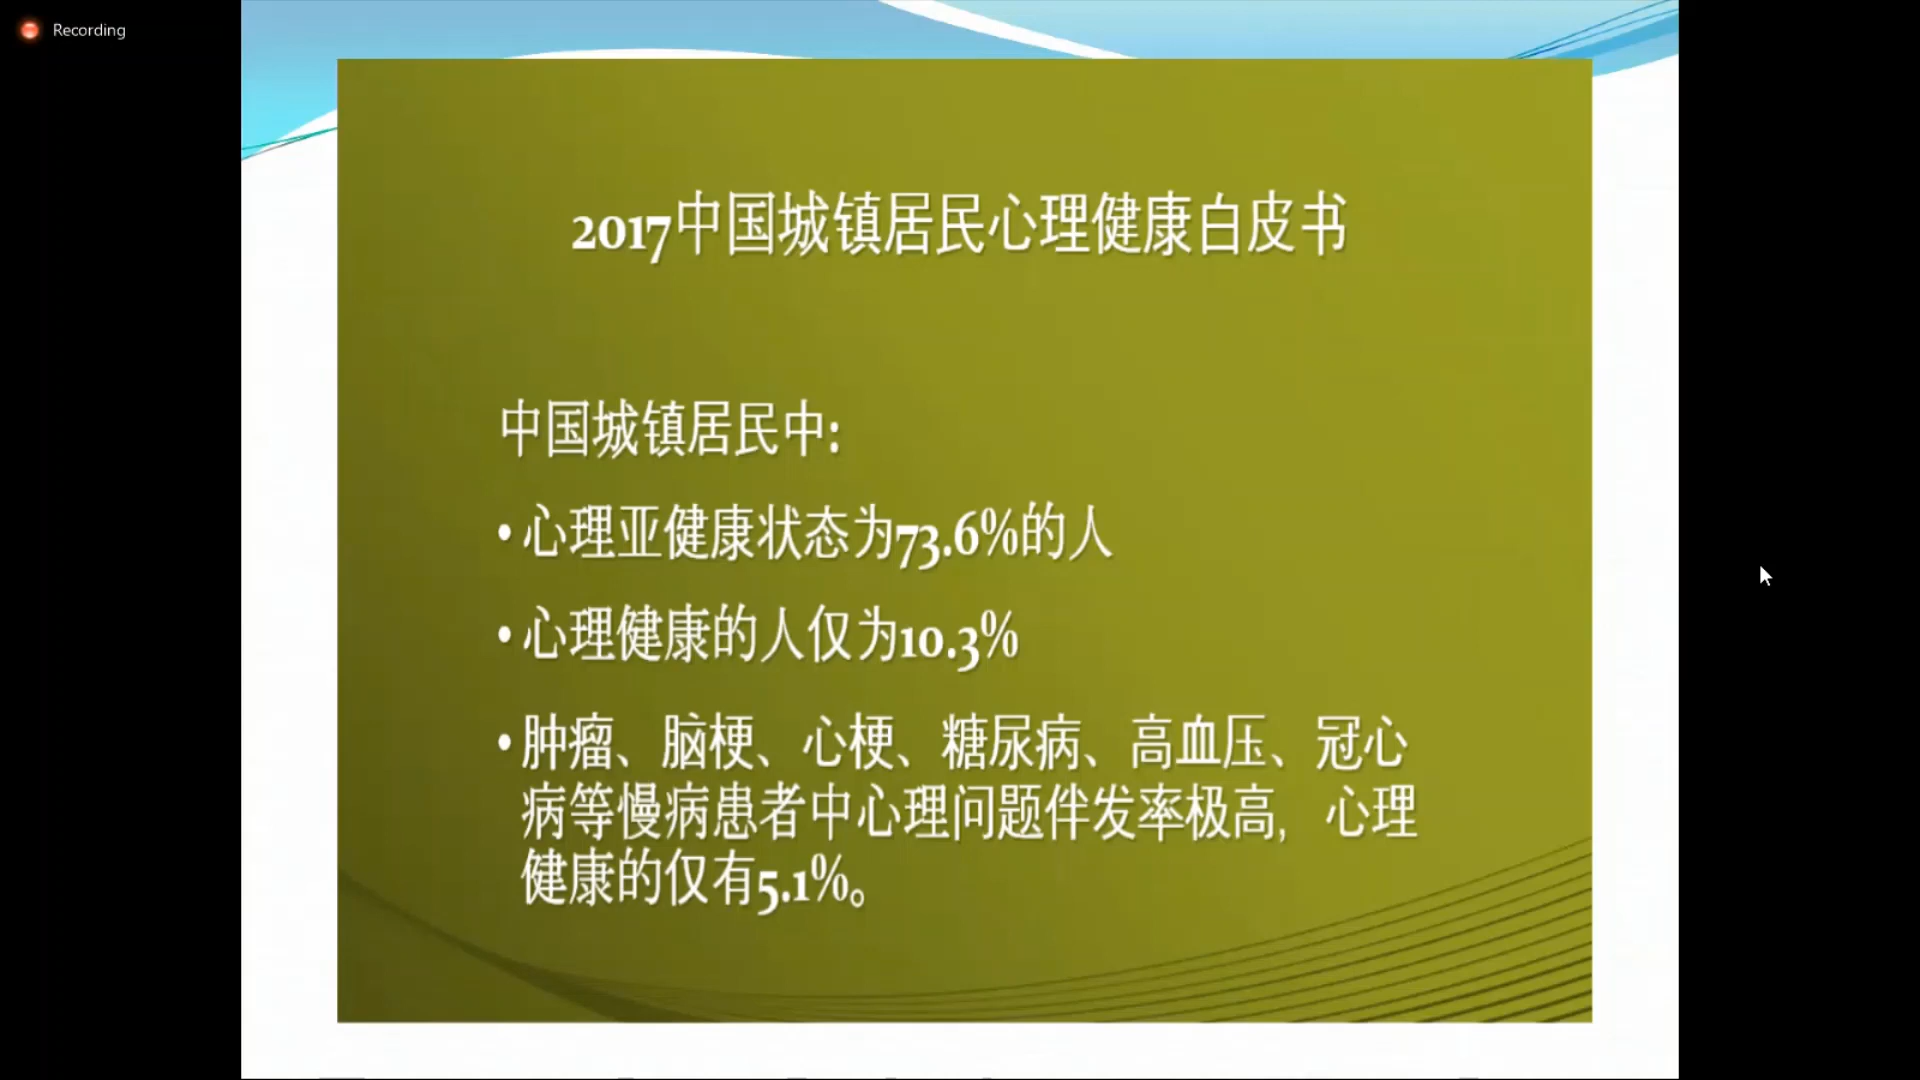 Recording
2017中国城镇居民心理健康白皮书
中国城镇居民中:
•心理亚健康状态为73.6%的人
•心理健康的人仅为10.3%
•肿瘤、脑梗、心梗、糖尿病、高血压、冠心
病等慢病患者中心理问题伴发率极高，心理
健康的仅有5.1%。